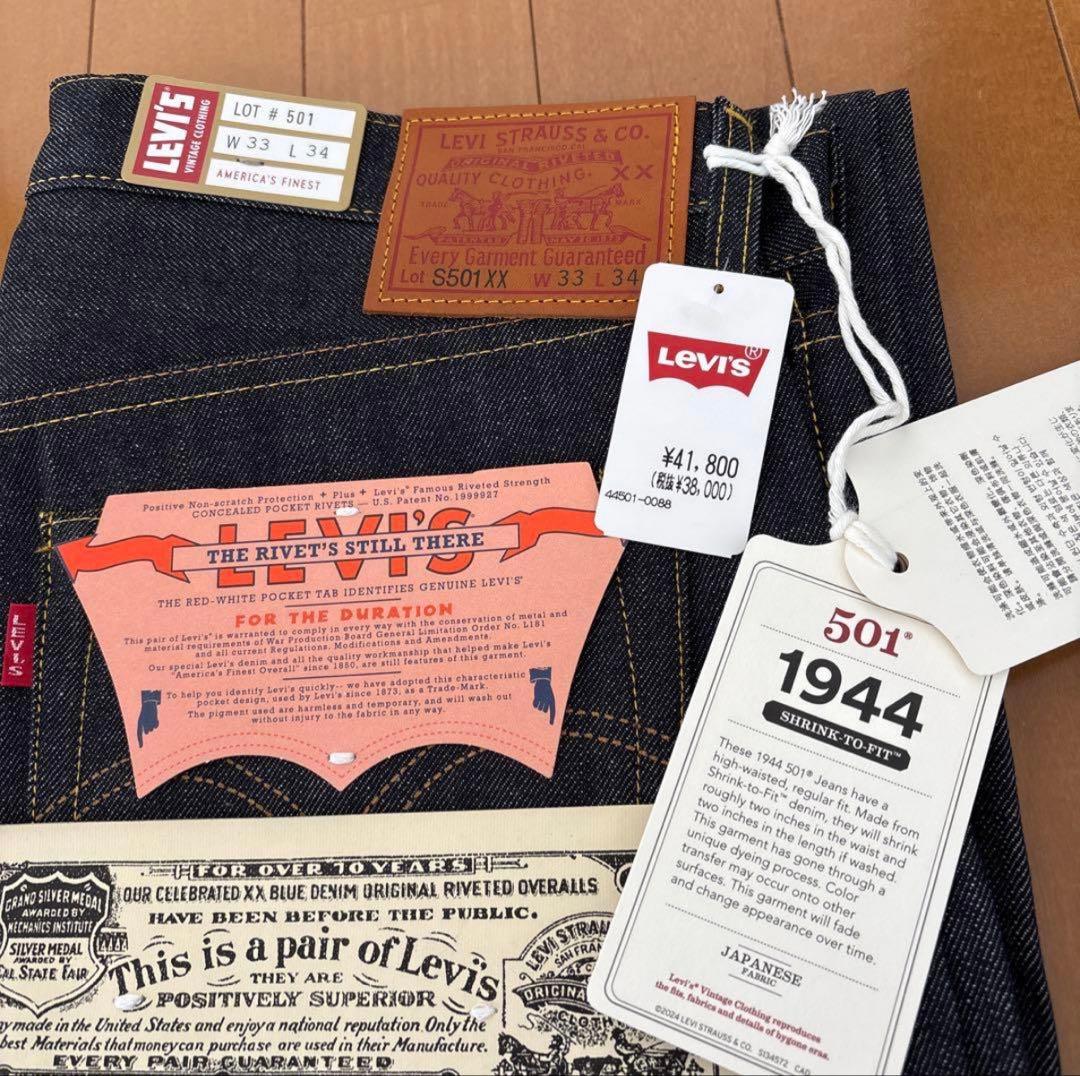 LEVI'S®
VINTAGE CLOTHING
LOT # 501
W 33 L 34
AMERICA'S FINEST
LEVI STRAUSS & CO.
SAN FRANCISCO, CAL.
ORIGINAL RIVETED
QUALITY CLOTHING. XX
TRADE MARK
PATENTED MAY 20 1873
Every Garment Guaranteed
Lot S501XX W 33 L 34
LEVI'S®
¥41,800
(税抜¥38,000)
44501-0088
Positive Non-scratch Protection + Plus + Levi's® Famous Riveted Strength
CONCEALED POCKET RIVETS — U.S. Patent No. 1999927
LEVI'S®
THE RIVET'S STILL THERE
THE RED-WHITE POCKET TAB IDENTIFIES GENUINE LEVI'S®
FOR THE DURATION
This pair of Levi's® is warranted to comply in every way with the conservation of metal and
material requirements of War Production Board General Limitation Order No. L181
and all current Regulations, Modifications and Amendments.
Our special Levi's denim and all the quality workmanship that helped make Levi's
"America's Finest Overall" since 1850, are still features of this garment.
To help you identify Levi's quickly-- we have adopted this characteristic
pocket design, used by Levi's since 1873, as a Trade-Mark.
The pigment used are harmless and temporary, and will wash out
without injury to the fabric in any way.
LEVI'S
501®
1944
SHRINK-TO-FIT™
These 1944 501® Jeans have a
high-waisted, regular fit. Made from
Shrink-to-Fit™ denim, they will shrink
roughly two inches in the waist and
two inches in the length if washed.
This garment has gone through a
unique dyeing process. Color
transfer may occur onto other
surfaces. This garment will fade
and change appearance over time.
JAPANESE
FABRIC
Levi's® Vintage Clothing reproduces
the fits, fabrics and details of bygone eras.
©2024 LEVI STRAUSS & CO. S134572 CAD
FOR OVER 70 YEARS
OUR CELEBRATED XX BLUE DENIM ORIGINAL RIVETED OVERALLS
HAVE BEEN BEFORE THE PUBLIC.
This is a pair of Levi's
THEY ARE
POSITIVELY SUPERIOR
made in the United States and enjoy a national reputation. Only the
best Materials that money can purchase are used in their Manufacture.
EVERY PAIR GUARANTEED
GRAND SILVER MEDAL
AWARDED BY
MECHANICS INSTITUTE
SILVER MEDAL
AWARDED BY
CAL. STATE FAIR
LEVI STRAU
SAN FRAN
ORIGINA
CLOTH